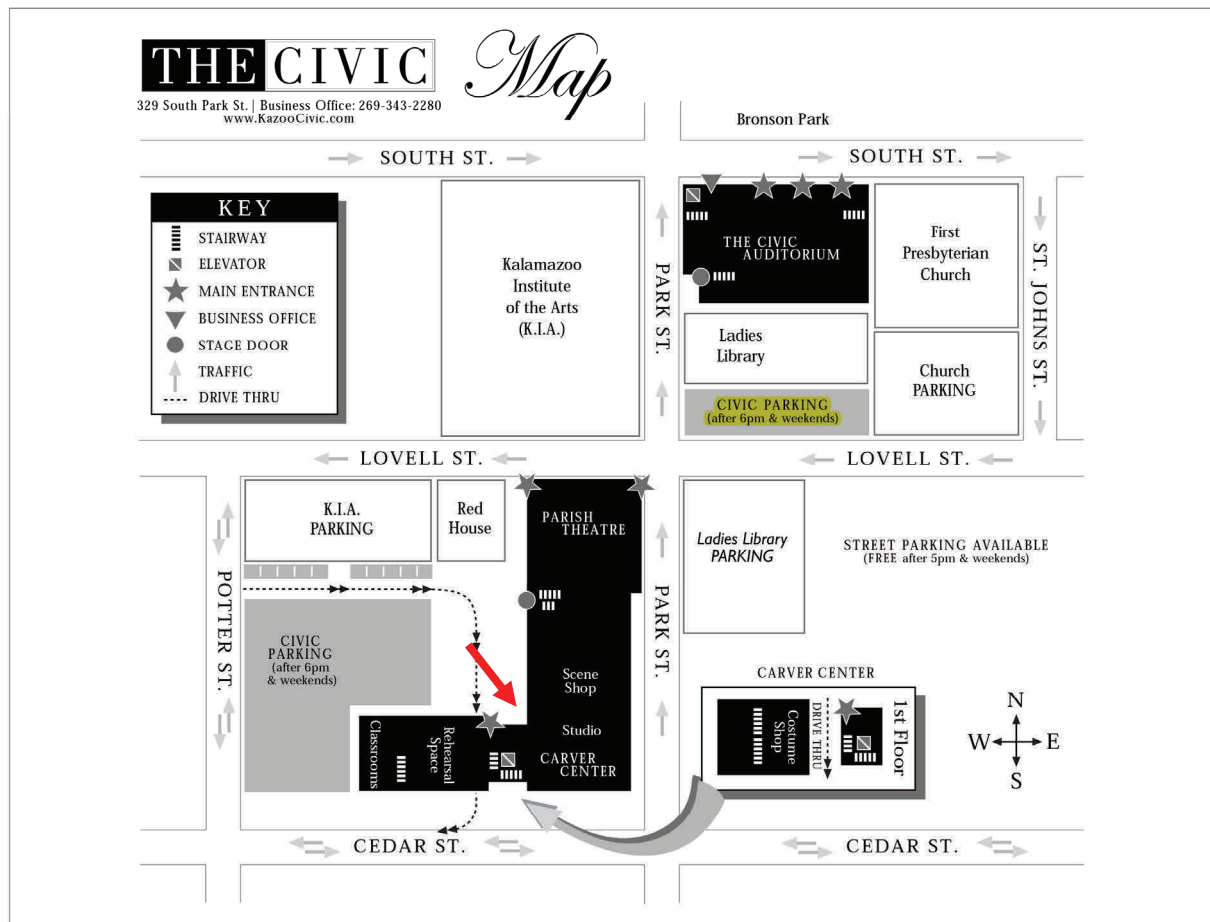 THE CIVIC
Map
329 South Park St. | Business Office: 269-343-2280
www.KazooCivic.com
Bronson Park
SOUTH ST.
SOUTH ST.
KEY
STAIRWAY
ELEVATOR
MAIN ENTRANCE
BUSINESS OFFICE
STAGE DOOR
TRAFFIC
DRIVE THRU
Kalamazoo
Institute
of the Arts
(K.I.A.)
PARK ST.
THE CIVIC
AUDITORIUM
First
Presbyterian
Church
ST. JOHNS ST.
Ladies
Library
Church
PARKING
CIVIC PARKING
(after 6pm & weekends)
LOVELL ST.
LOVELL ST.
K.I.A.
PARKING
Red
House
PARISH
THEATRE
Ladies Library
PARKING
STREET PARKING AVAILABLE
(FREE after 5pm & weekends)
POTTER ST.
PARK ST.
CIVIC
PARKING
(after 6pm
& weekends)
Scene
Shop
Studio
CARVER
CENTER
Classrooms
Rehearsal
Space
CARVER CENTER
Costume
Shop
DRIVE THRU
1st Floor
N
W
E
S
CEDAR ST.
CEDAR ST.